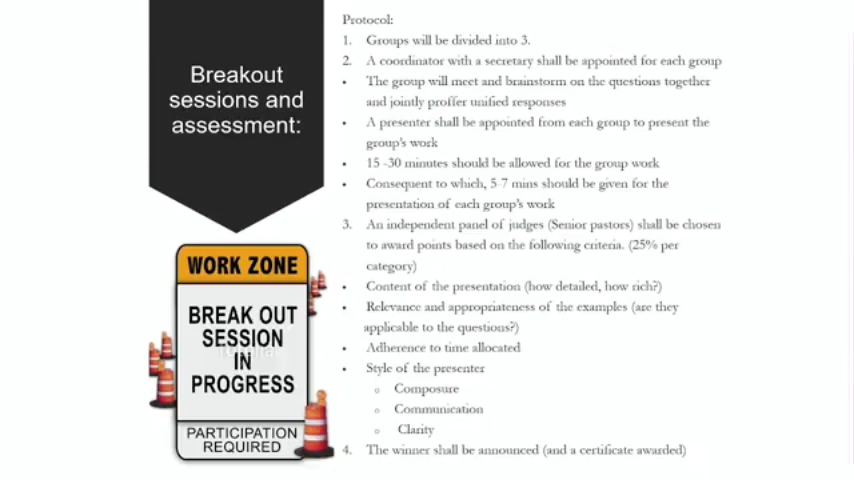 Breakout
sessions and
assessment:
WORK ZONE
BREAK OUT
SESSION
IN
PROGRESS
PARTICIPATION
REQUIRED
Protocol:
1. Groups will be divided into 3.
2. A coordinator with a secretary shall be appointed for each group
• The group will meet and brainstorm on the questions together
and jointly proffer unified responses
• A presenter shall be appointed from each group to present the
group's work
• 15 -30 minutes should be allowed for the group work
• Consequent to which, 5-7 mins should be given for the
presentation of each group's work
3. An independent panel of judges (Senior pastors) shall be chosen
to award points based on the following criteria. (25% per
category)
• Content of the presentation (how detailed, how rich?)
• Relevance and appropriateness of the examples (are they
applicable to the questions?)
• Adherence to time allocated
• Style of the presenter
o Composure
o Communication
o Clarity
4. The winner shall be announced (and a certificate awarded)